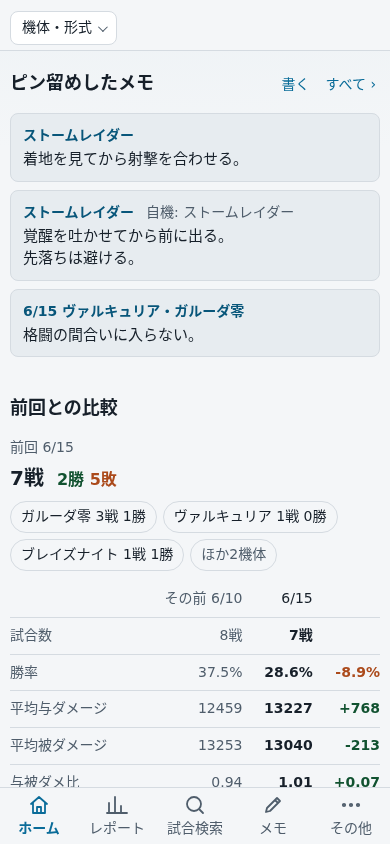 機体・形式
ピン留めしたメモ 書く すべて ›
ストームレイダー
着地を見てから射撃を合わせる。
ストームレイダー 自機: ストームレイダー
覚醒を吐かせてから前に出る。
先落ちは避ける。
6/15 ヴァルキュリア・ガルーダ零
格闘の間合いに入らない。
前回との比較
前回 6/15
7戦 2勝 5敗
ガルーダ零 3戦 1勝 ヴァルキュリア 1戦 0勝
ブレイズナイト 1戦 1勝 ほか2機体
その前 6/10 6/15
試合数 8戦 7戦
勝率 37.5% 28.6% -8.9%
平均与ダメージ 12459 13227 +768
平均被ダメージ 13253 13040 -213
与被ダメ比 0.94 1.01 +0.07
ホーム レポート 試合検索 メモ その他